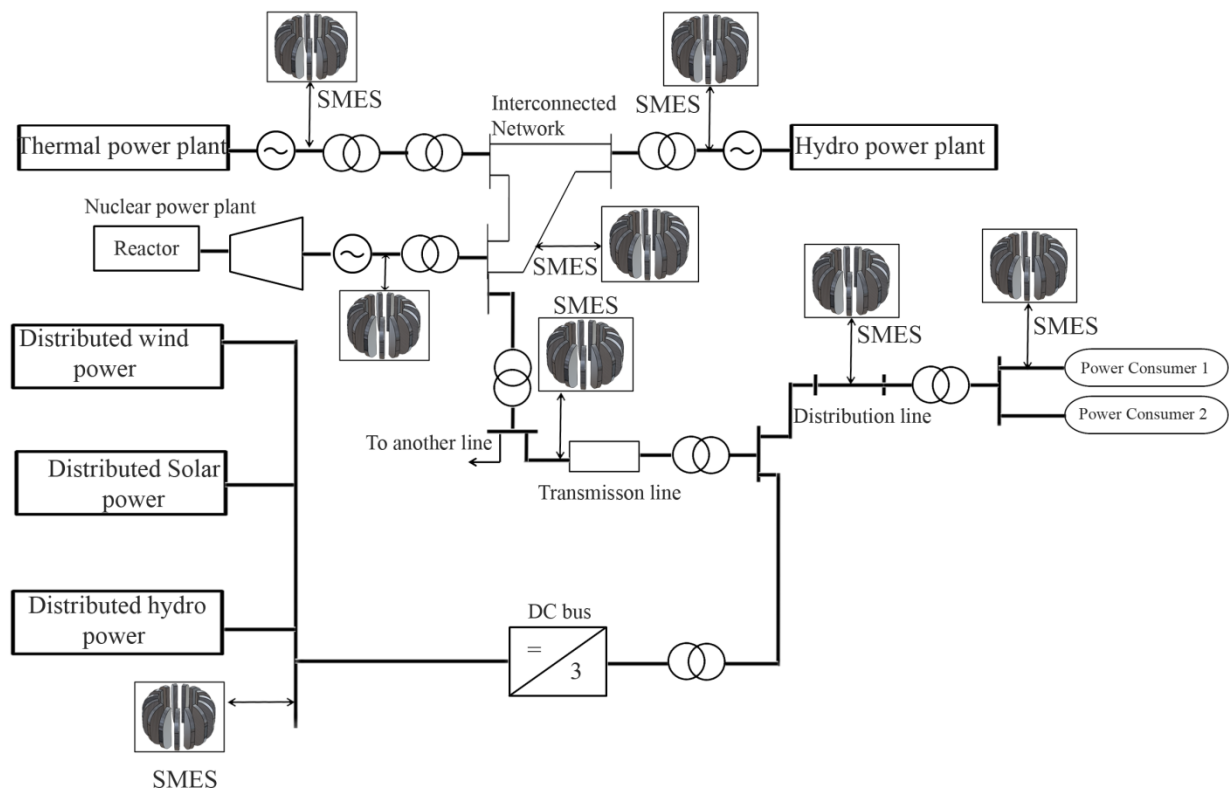 SMES
SMES
Interconnected
Network
Thermal power plant
~
~
Hydro power plant
Nuclear power plant
Reactor
~
SMES
SMES
SMES
SMES
Distributed wind
power
Power Consumer 1
Power Consumer 2
Distribution line
To another line
Transmisson line
Distributed Solar
power
Distributed hydro
power
DC bus
=
3
SMES